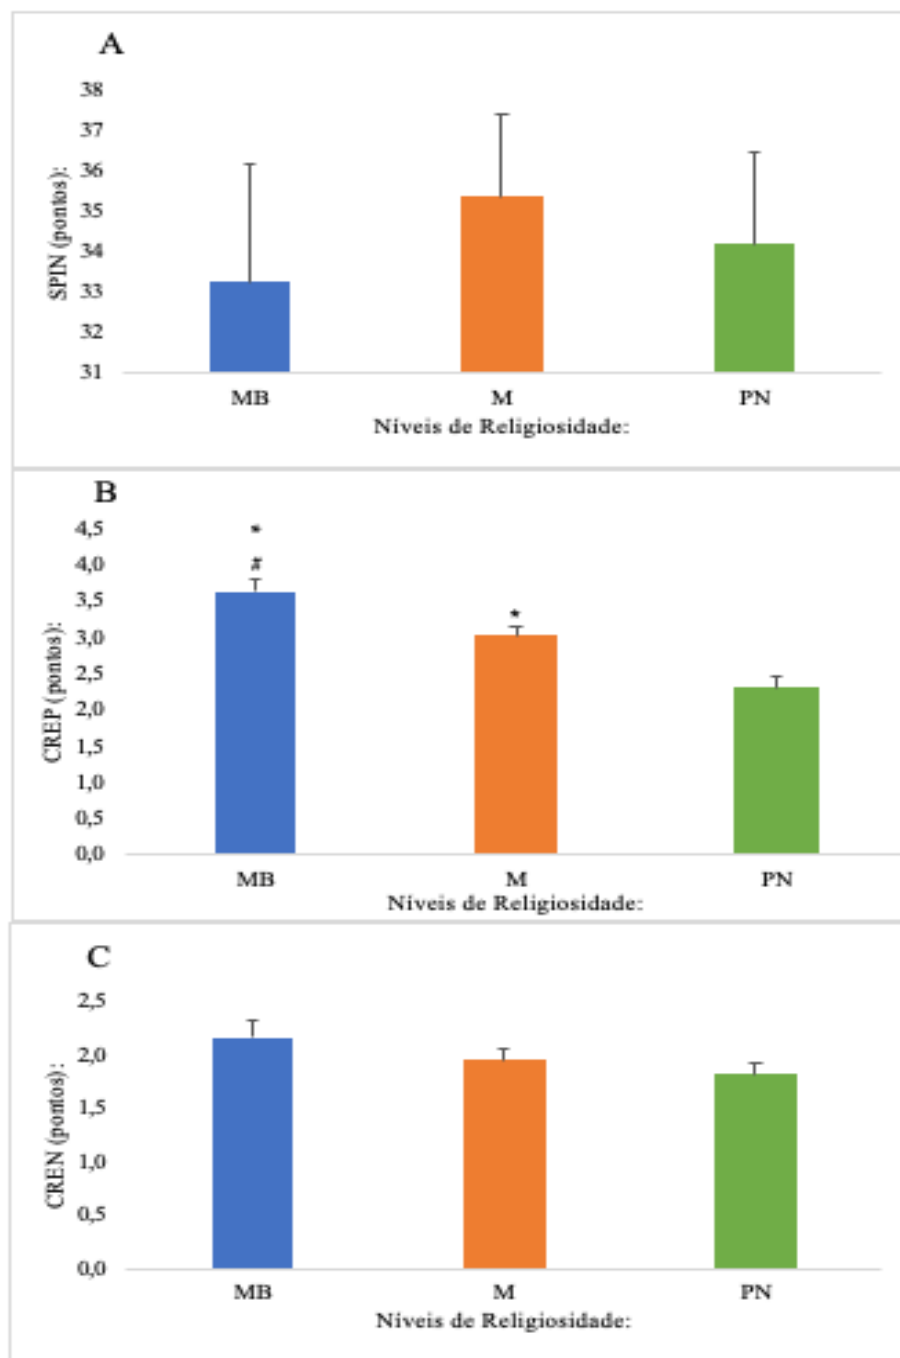 A
38
37
36
35
34
33
32
31
SPIN (pontos):
MB M PN
Níveis de Religiosidade:
B
*
#
*
4,5
4,0
3,5
3,0
2,5
2,0
1,5
1,0
0,5
0,0
CREP (pontos):
MB M PN
Níveis de Religiosidade:
C
2,5
2,0
1,5
1,0
0,5
0,0
CREN (pontos):
MB M PN
Níveis de Religiosidade: